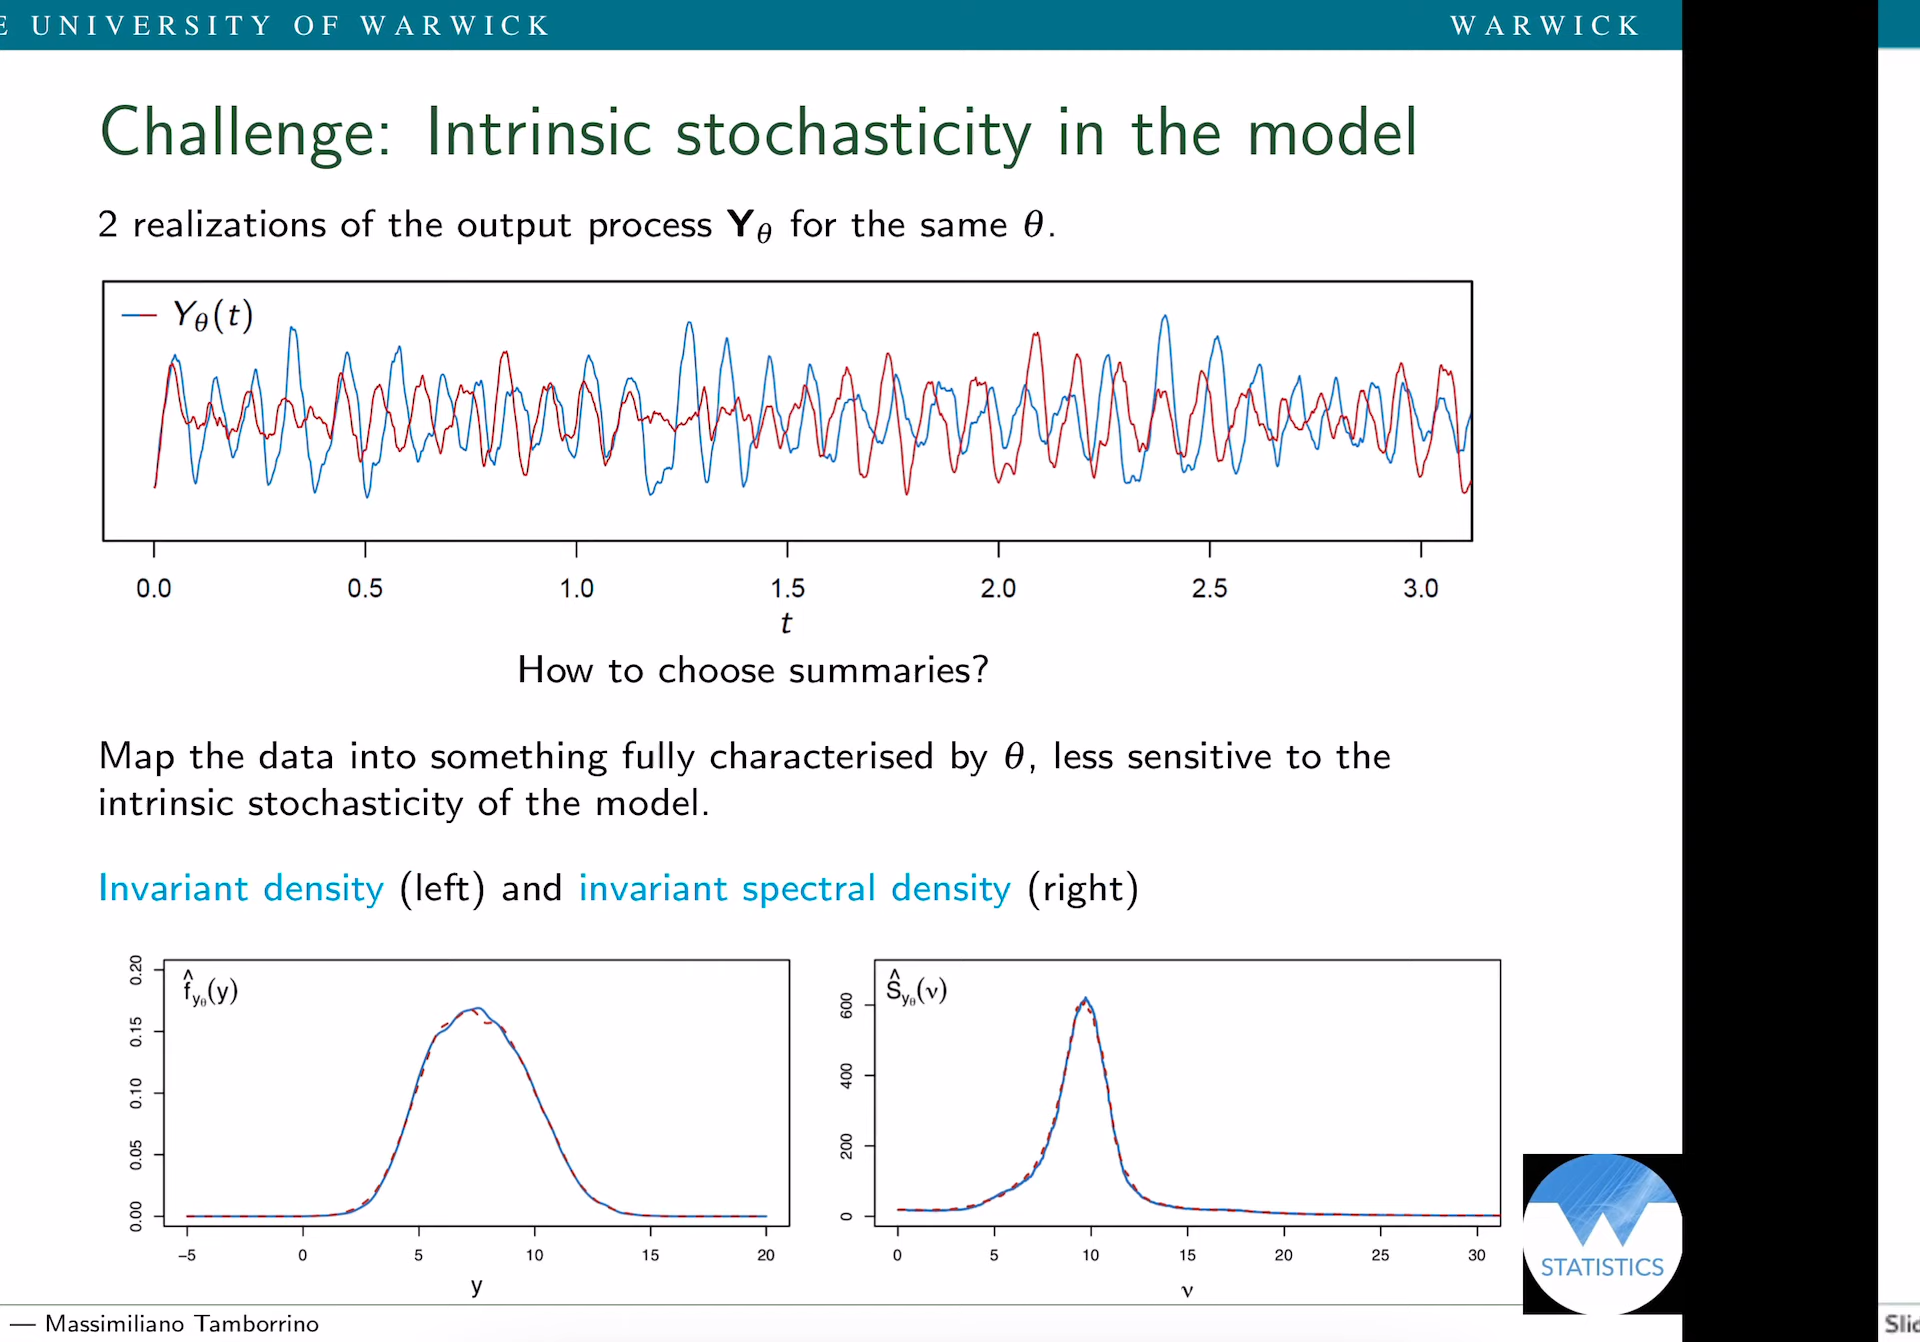 E UNIVERSITY OF WARWICK
WARWICK
Challenge: Intrinsic stochasticity in the model
2 realizations of the output process Yθ for the same θ.
Yθ(t)
0.0 0.5 1.0 1.5 2.0 2.5 3.0
t
How to choose summaries?
Map the data into something fully characterised by θ, less sensitive to the
intrinsic stochasticity of the model.
Invariant density (left) and invariant spectral density (right)
f̂yθ(y)
0.20
0.15
0.10
0.05
0.00
-5 0 5 10 15 20
y
Ŝyθ(ν)
600
400
200
0
0 5 10 15 20 25 30
ν
STATISTICS
— Massimiliano Tamborrino
Slid